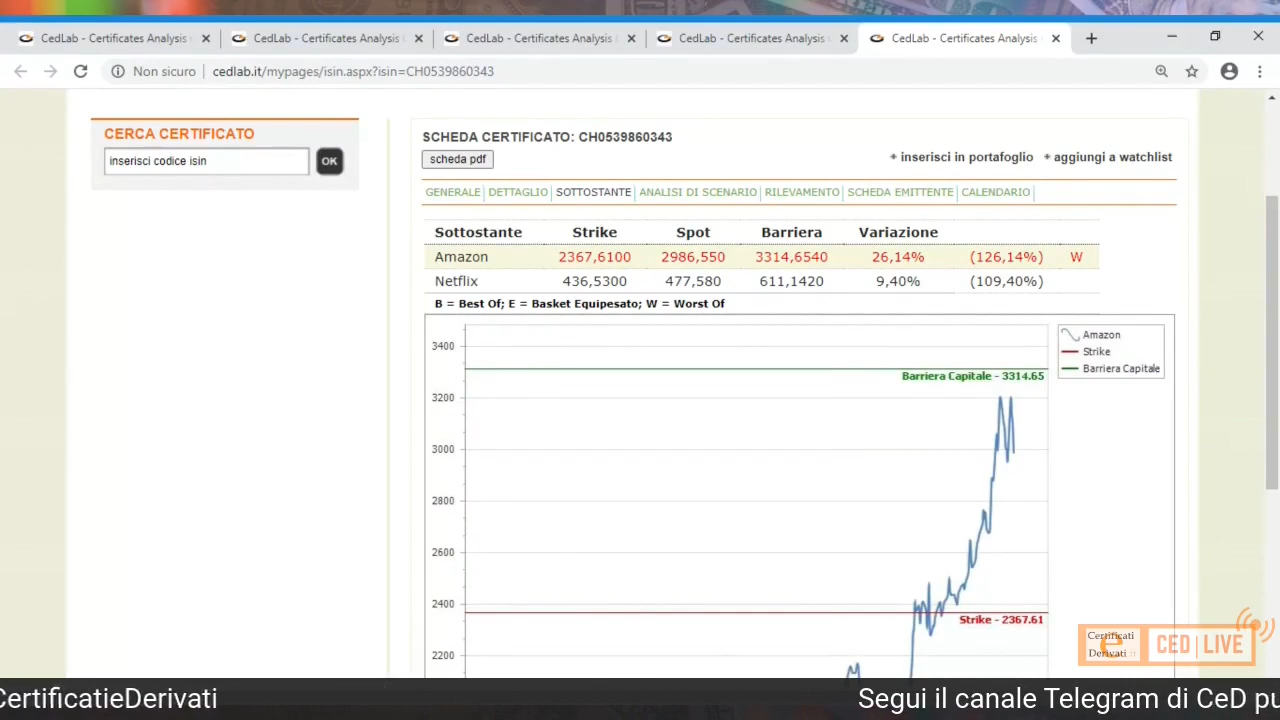 CedLab - Certificates Analysis
CedLab - Certificates Analysis
CedLab - Certificates Analysis
CedLab - Certificates Analysis
CedLab - Certificates Analysis
Non sicuro
cedlab.it/mypages/isin.aspx?isin=CH0539860343
CERCA CERTIFICATO
inserisci codice isin
OK
SCHEDA CERTIFICATO: CH0539860343
scheda pdf
+ inserisci in portafoglio + aggiungi a watchlist
GENERALE DETTAGLIO SOTTOSTANTE ANALISI DI SCENARIO RILEVAMENTO SCHEDA EMITTENTE CALENDARIO
Sottostante Strike Spot Barriera Variazione
Amazon 2367,6100 2986,550 3314,6540 26,14% (126,14%) W
Netflix 436,5300 477,580 611,1420 9,40% (109,40%)
B = Best Of; E = Basket Equipesato; W = Worst Of
3400
3200
3000
2800
2600
2400
2200
Barriera Capitale - 3314.65
Strike - 2367.61
Amazon
Strike
Barriera Capitale
Certificati
e
Derivati.it
CED|LIVE
CertificatieDerivati
Segui il canale Telegram di CeD pu